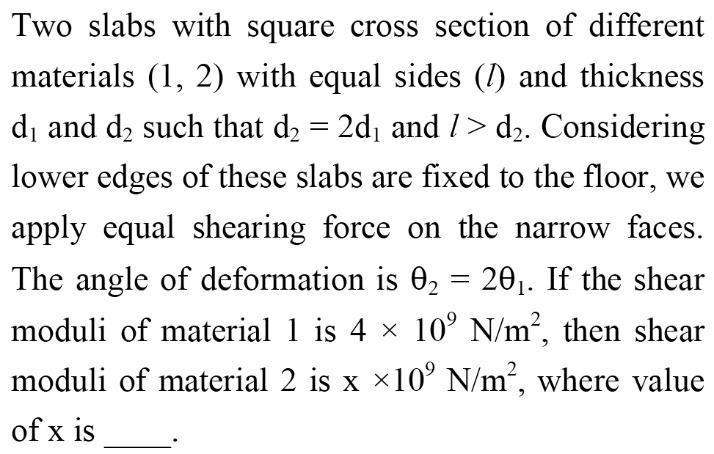 Two slabs with square cross section of different
materials (1, 2) with equal sides (l) and thickness
d₁ and d₂ such that d₂ = 2d₁ and l > d₂. Considering
lower edges of these slabs are fixed to the floor, we
apply equal shearing force on the narrow faces.
The angle of deformation is θ₂ = 2θ₁. If the shear
moduli of material 1 is 4 × 10⁹ N/m², then shear
moduli of material 2 is x ×10⁹ N/m², where value
of x is ____.